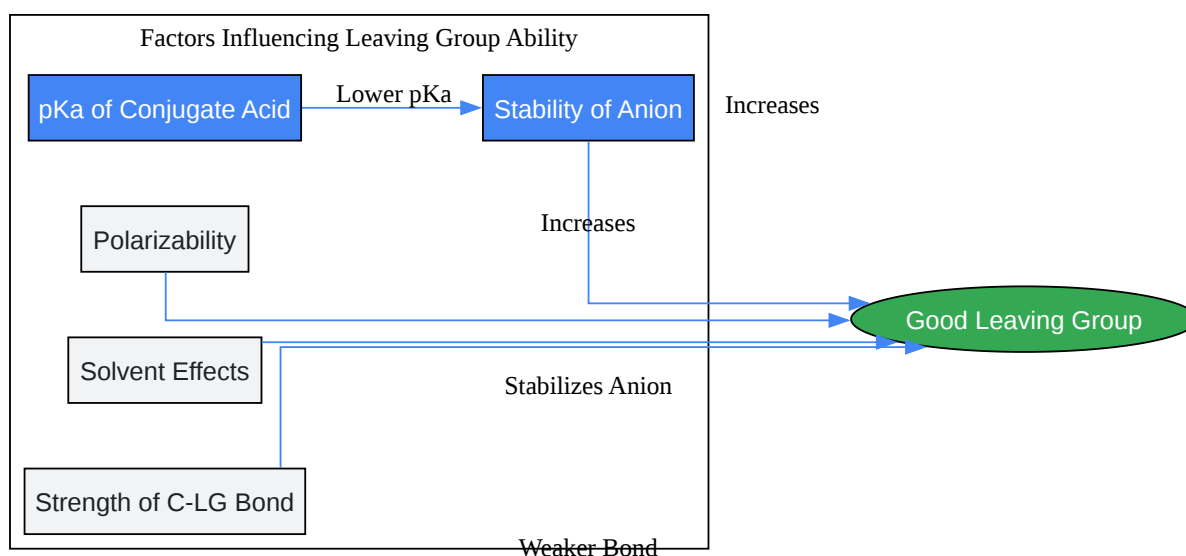 Factors Influencing Leaving Group Ability
pKa of Conjugate Acid
Lower pKa
Stability of Anion
Increases
Polarizability
Increases
Good Leaving Group
Solvent Effects
Stabilizes Anion
Strength of C-LG Bond
Weaker Bond